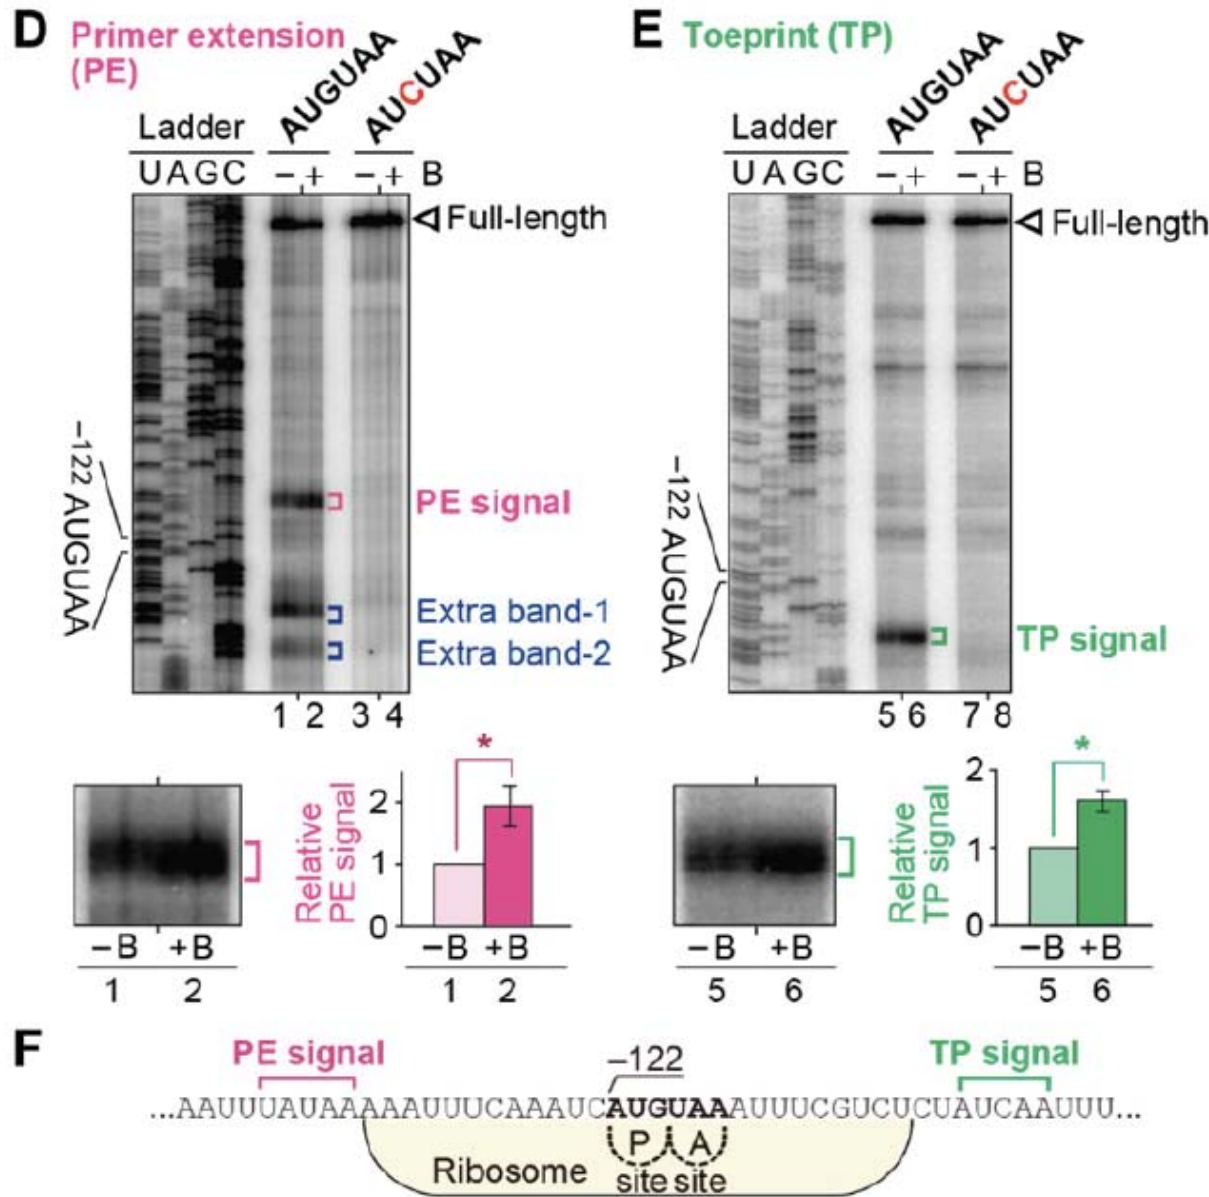 D Primer extension (PE)
AUGUAA AUCUAA
Ladder
U A G C − + − + B
Full-length
−122 AUGUAA
PE signal
Extra band-1
Extra band-2
1 2 3 4
Relative PE signal
2
1
0
*
−B +B
1 2
−B +B
1 2
E Toeprint (TP)
AUGUAA AUCUAA
Ladder
U A G C − + − + B
Full-length
−122 AUGUAA
TP signal
5 6 7 8
Relative TP signal
2
1
0
*
−B +B
5 6
−B +B
5 6
F
PE signal −122 TP signal
...AAUUUAUAAAAAUUUCAAAUCAUGUAAAUUUCGUCUCUAUCAAUUU...
P A
Ribosome site site